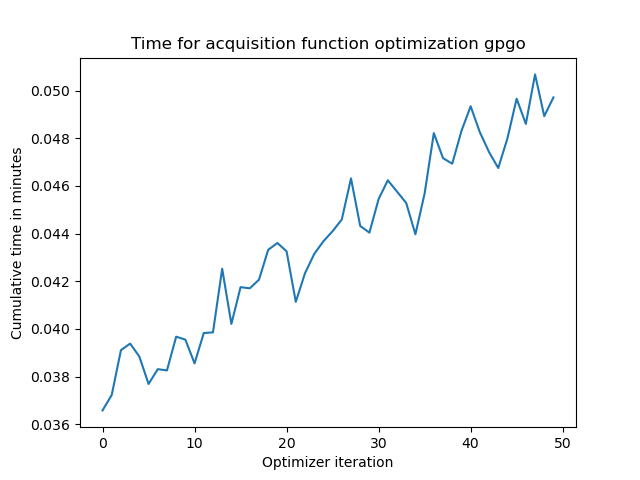 Time for acquisition function optimization gpgo
0.050
0.048
0.046
0.044
0.042
0.040
0.038
0.036
Cumulative time in minutes
0 10 20 30 40 50
Optimizer iteration